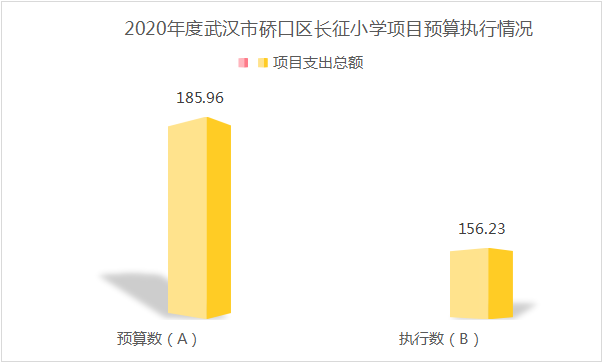 2020年度武汉市硚口区长征小学项目预算执行情况
项目支出总额
185.96
156.23
预算数（A）
执行数（B）